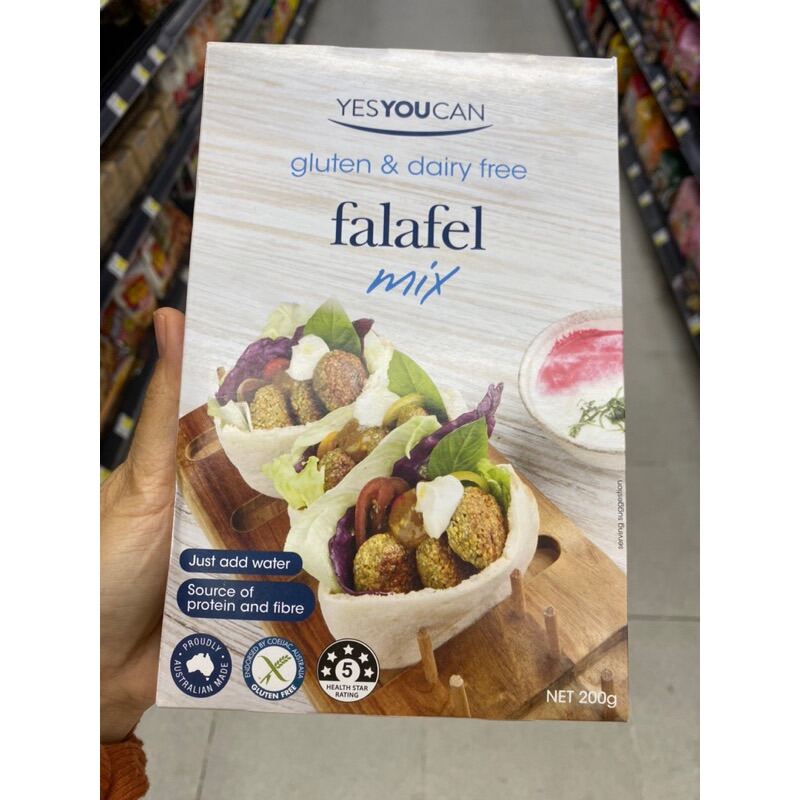 YESYOUCAN
gluten & dairy free
falafel
mix
serving suggestion
Just add water
Source of
protein and fibre
• PROUDLY •
AUSTRALIAN MADE
ENDORSED BY COELIAC AUSTRALIA
GLUTEN FREE
5
HEALTH STAR
RATING
NET 200g